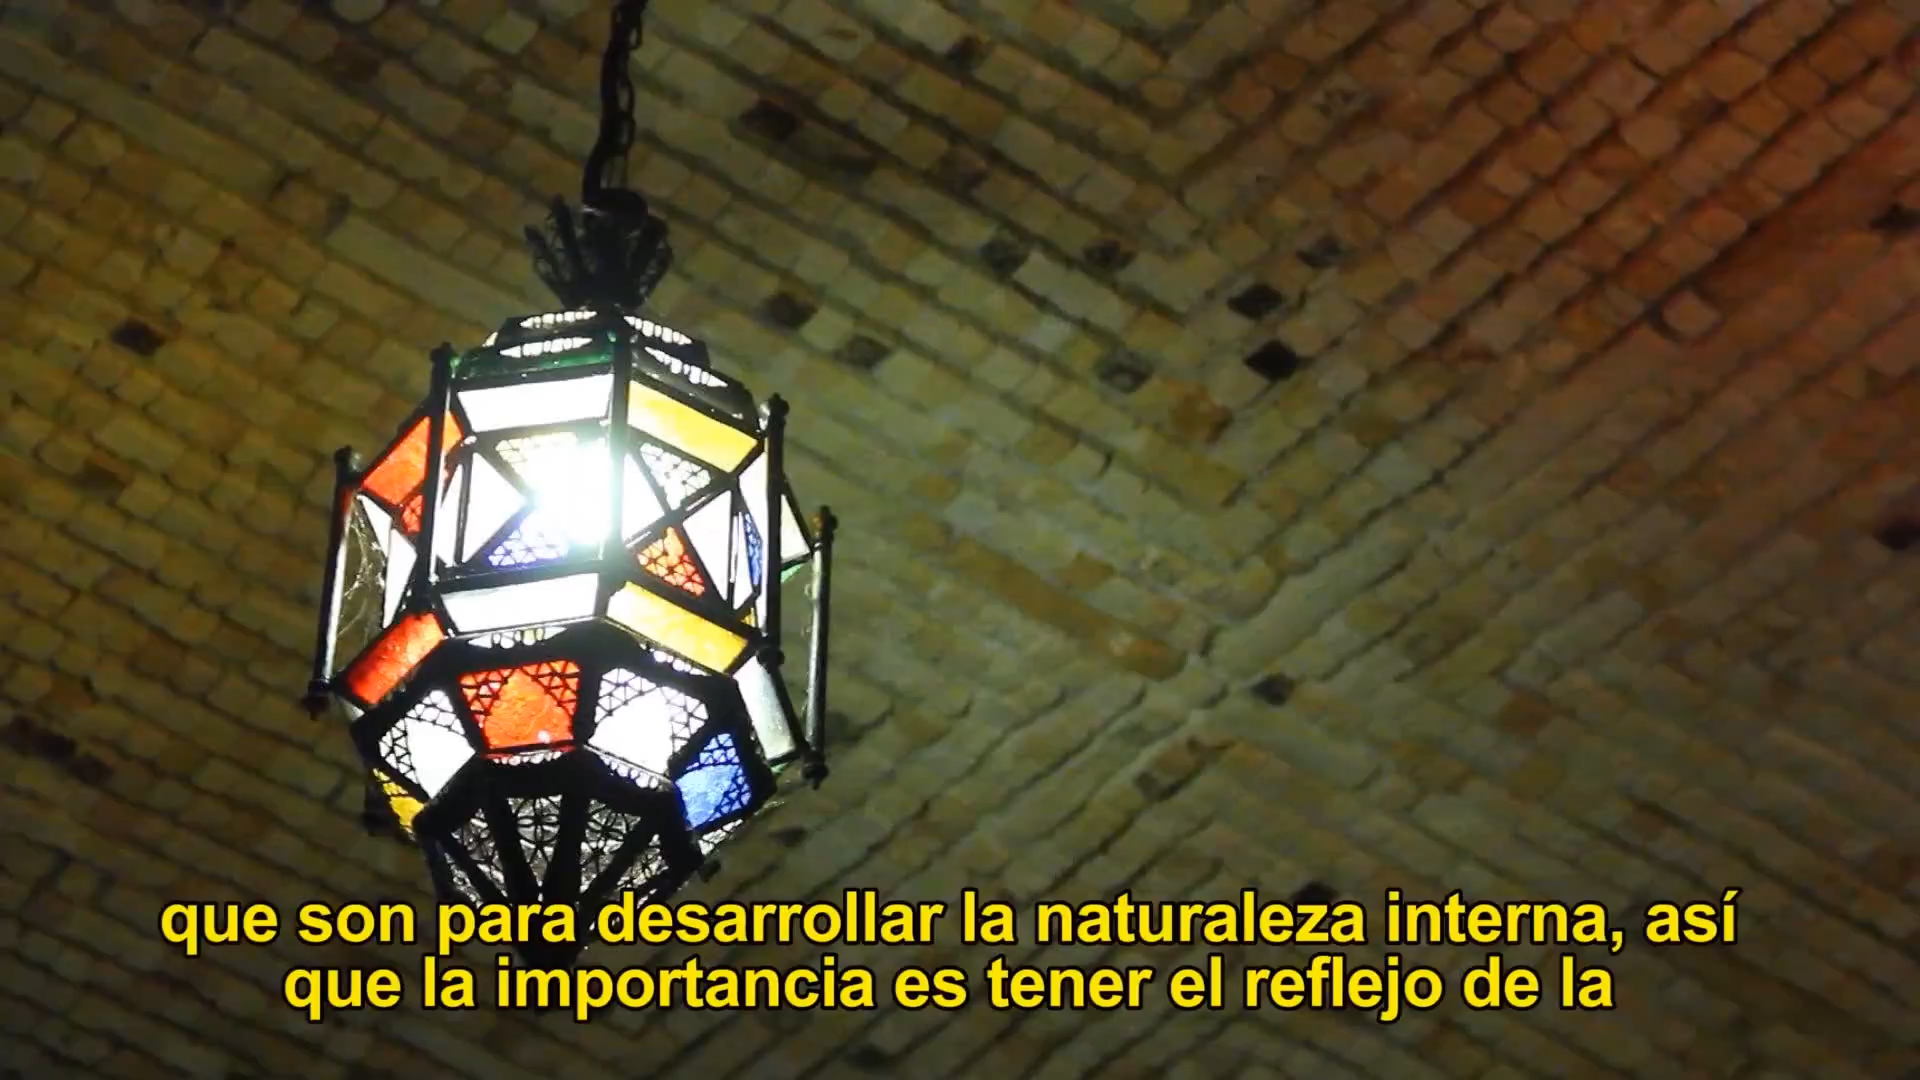 que son para desarrollar la naturaleza interna, así
que la importancia es tener el reflejo de la